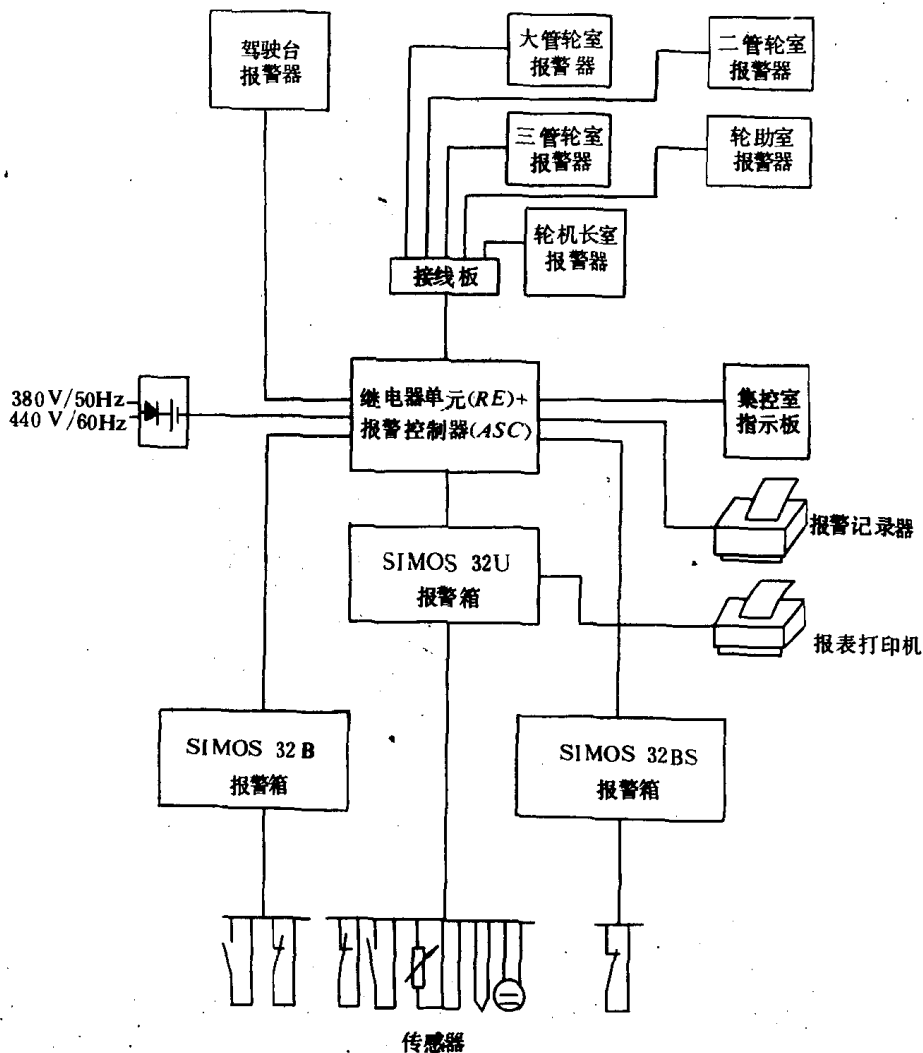 驾驶台
报警器
大管轮室
报警器
二管轮室
报警器
三管轮室
报警器
轮助室
报警器
轮机长室
报警器
接线板
380 V/50Hz
440 V/60Hz
继电器单元(RE)+
报警控制器(ASC)
集控室
指示板
报警记录器
SIMOS 32U
报警箱
报表打印机
SIMOS 32B
报警箱
SIMOS 32BS
报警箱
传感器